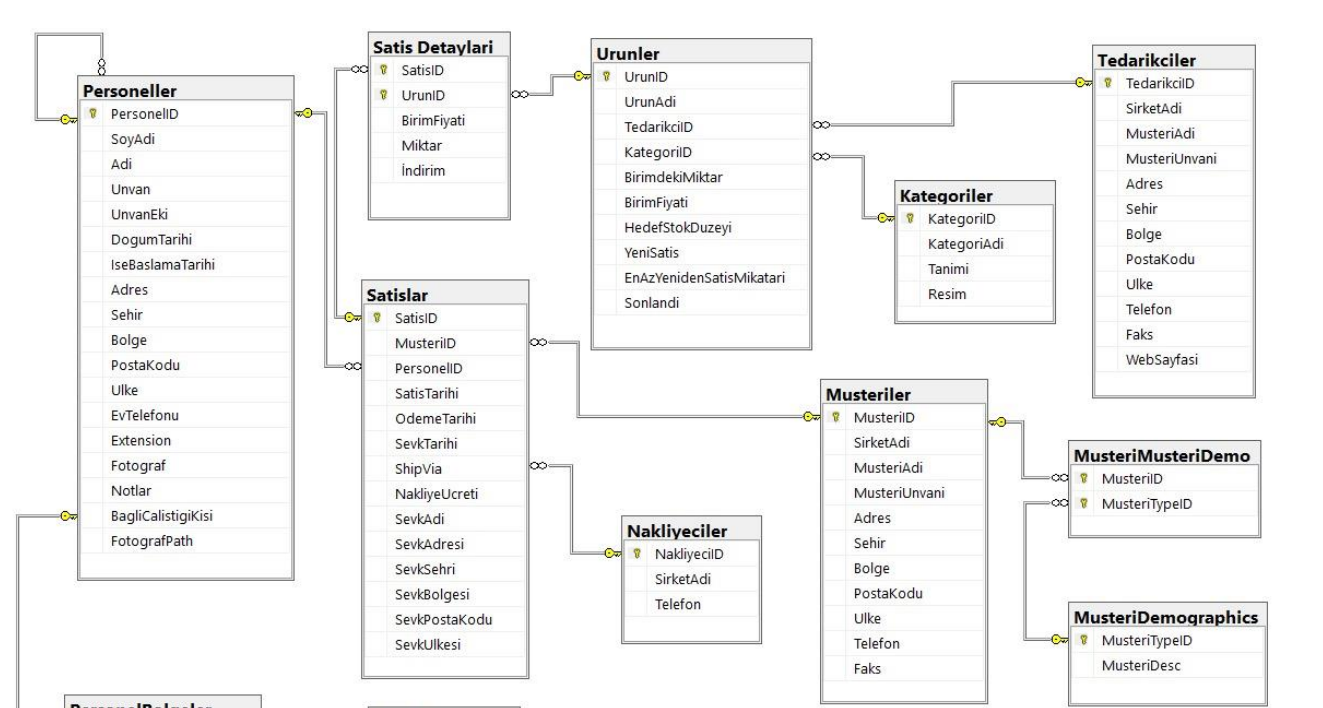 Personeller
PersonelID
SoyAdi
Adi
Unvan
UnvanEki
DogumTarihi
IseBaslamaTarihi
Adres
Sehir
Bolge
PostaKodu
Ulke
EvTelefonu
Extension
Fotograf
Notlar
BagliCalistigiKisi
FotografPath
Satis Detaylari
SatisID
UrunID
BirimFiyati
Miktar
İndirim
Satislar
SatisID
MusteriID
PersonelID
SatisTarihi
OdemeTarihi
SevkTarihi
ShipVia
NakliyeUcreti
SevkAdi
SevkAdresi
SevkSehri
SevkBolgesi
SevkPostaKodu
SevkUlkesi
Urunler
UrunID
UrunAdi
TedarikciID
KategoriID
BirimdekiMiktar
BirimFiyati
HedefStokDuzeyi
YeniSatis
EnAzYenidenSatisMikatari
Sonlandi
Nakliyeciler
NakliyeciID
SirketAdi
Telefon
Kategoriler
KategoriID
KategoriAdi
Tanimi
Resim
Musteriler
MusteriID
SirketAdi
MusteriAdi
MusteriUnvani
Adres
Sehir
Bolge
PostaKodu
Ulke
Telefon
Faks
Tedarikciler
TedarikciID
SirketAdi
MusteriAdi
MusteriUnvani
Adres
Sehir
Bolge
PostaKodu
Ulke
Telefon
Faks
WebSayfasi
MusteriMusteriDemo
MusteriID
MusteriTypeID
MusteriDemographics
MusteriTypeID
MusteriDesc